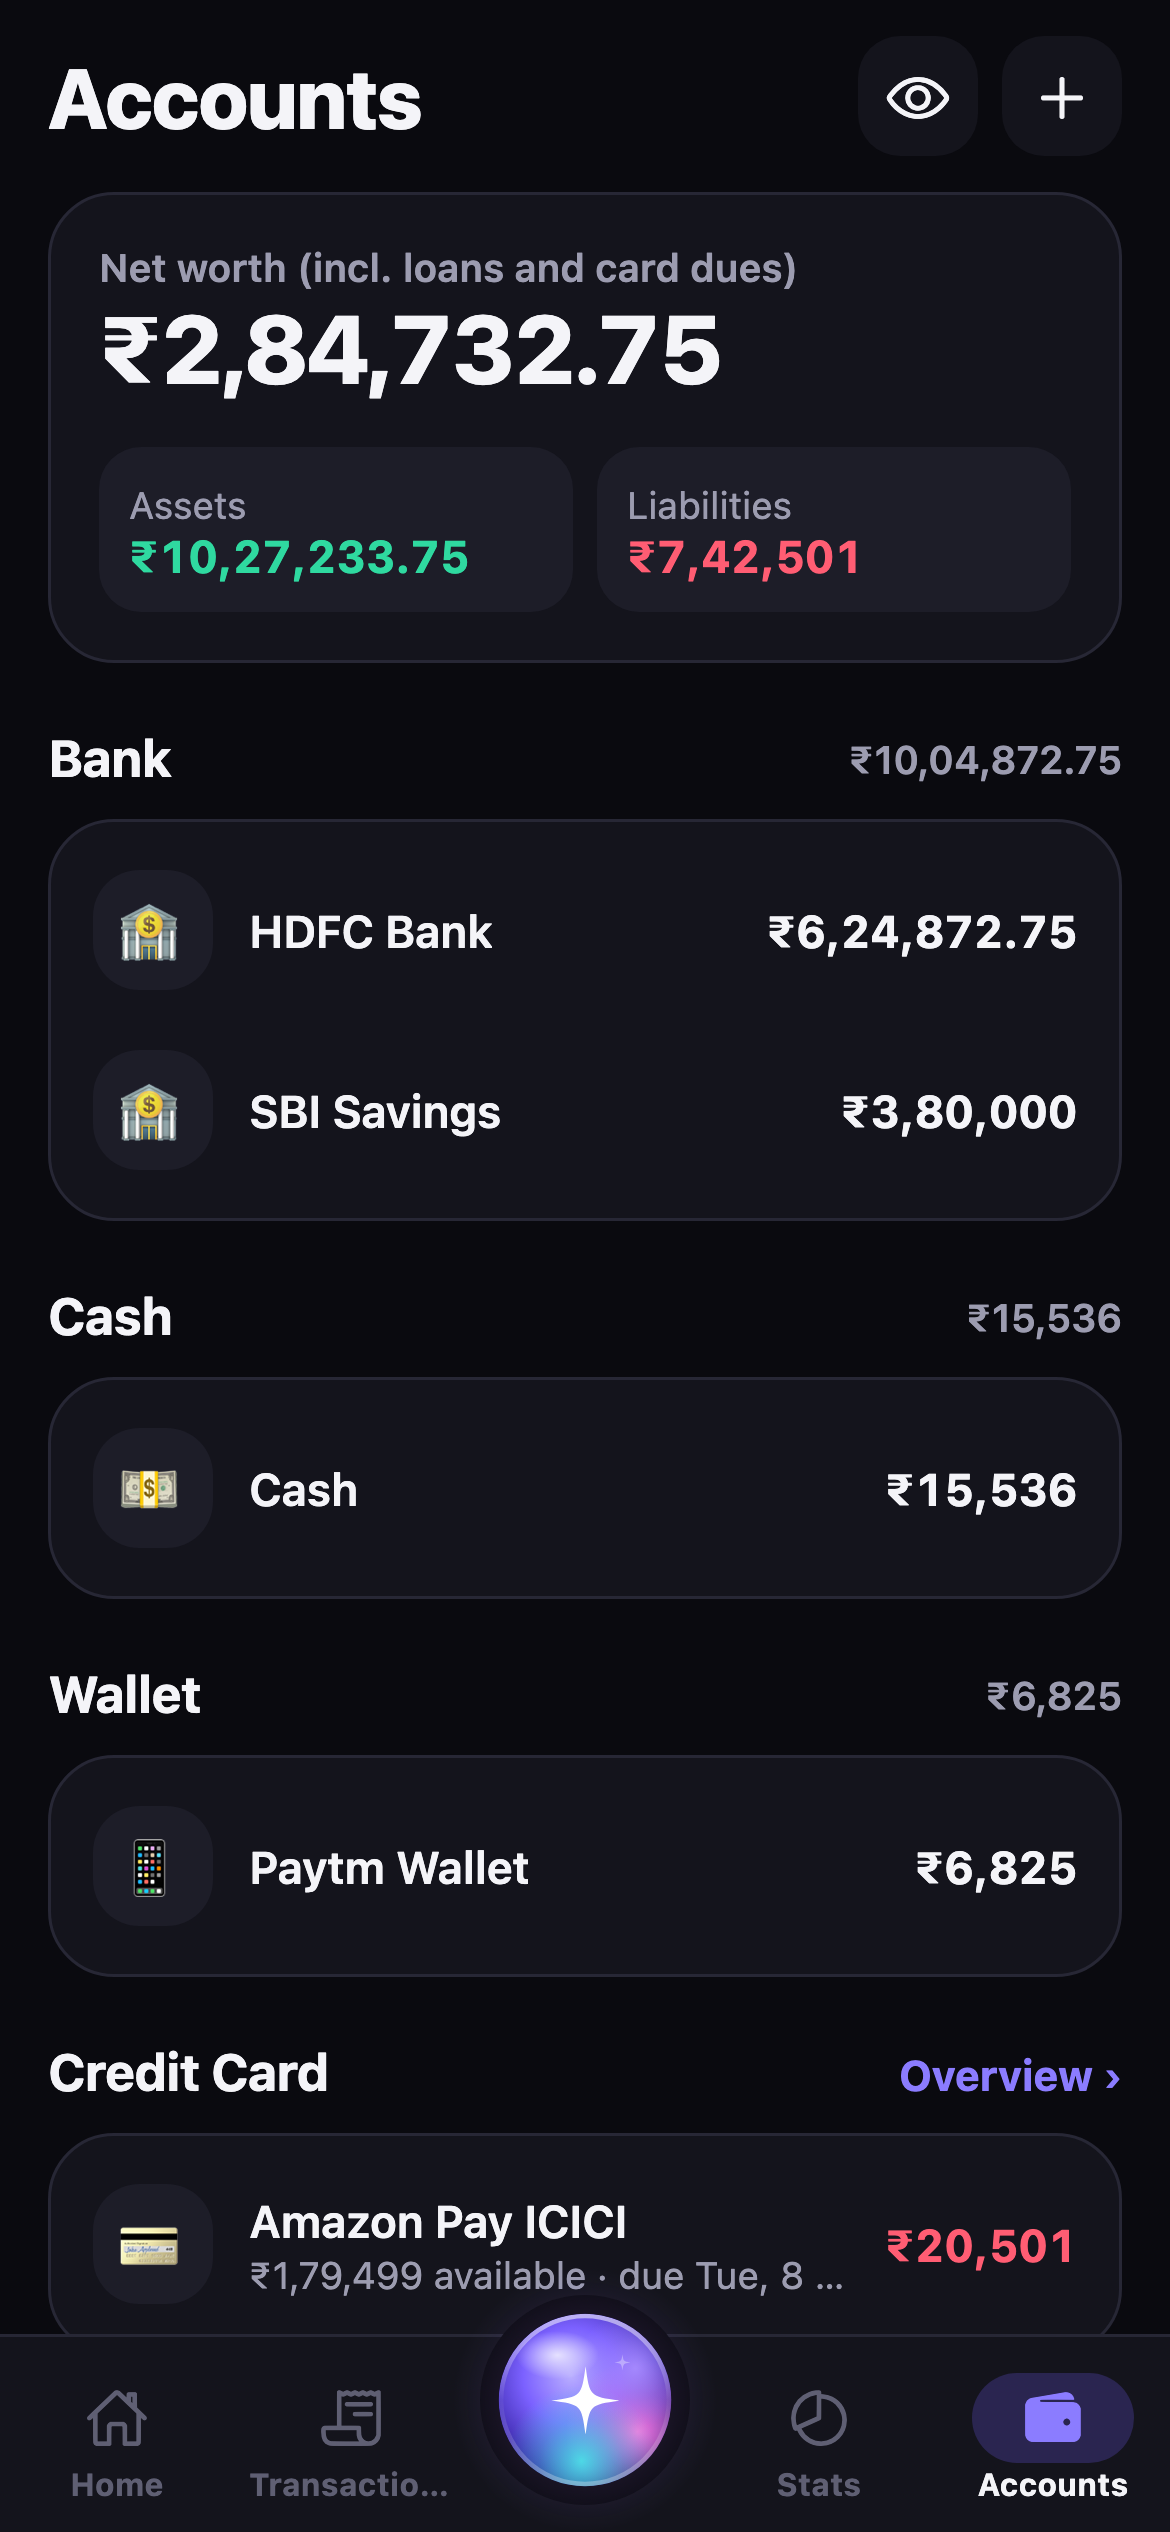 Accounts
Net worth (incl. loans and card dues)
₹2,84,732.75
Assets
₹10,27,233.75
Liabilities
₹7,42,501
Bank
₹10,04,872.75
HDFC Bank
₹6,24,872.75
SBI Savings
₹3,80,000
Cash
₹15,536
Cash
₹15,536
Wallet
₹6,825
Paytm Wallet
₹6,825
Credit Card
Overview ›
Amazon Pay ICICI
₹1,79,499 available · due Tue, 8 ...
₹20,501
Home
Transactio...
Stats
Accounts